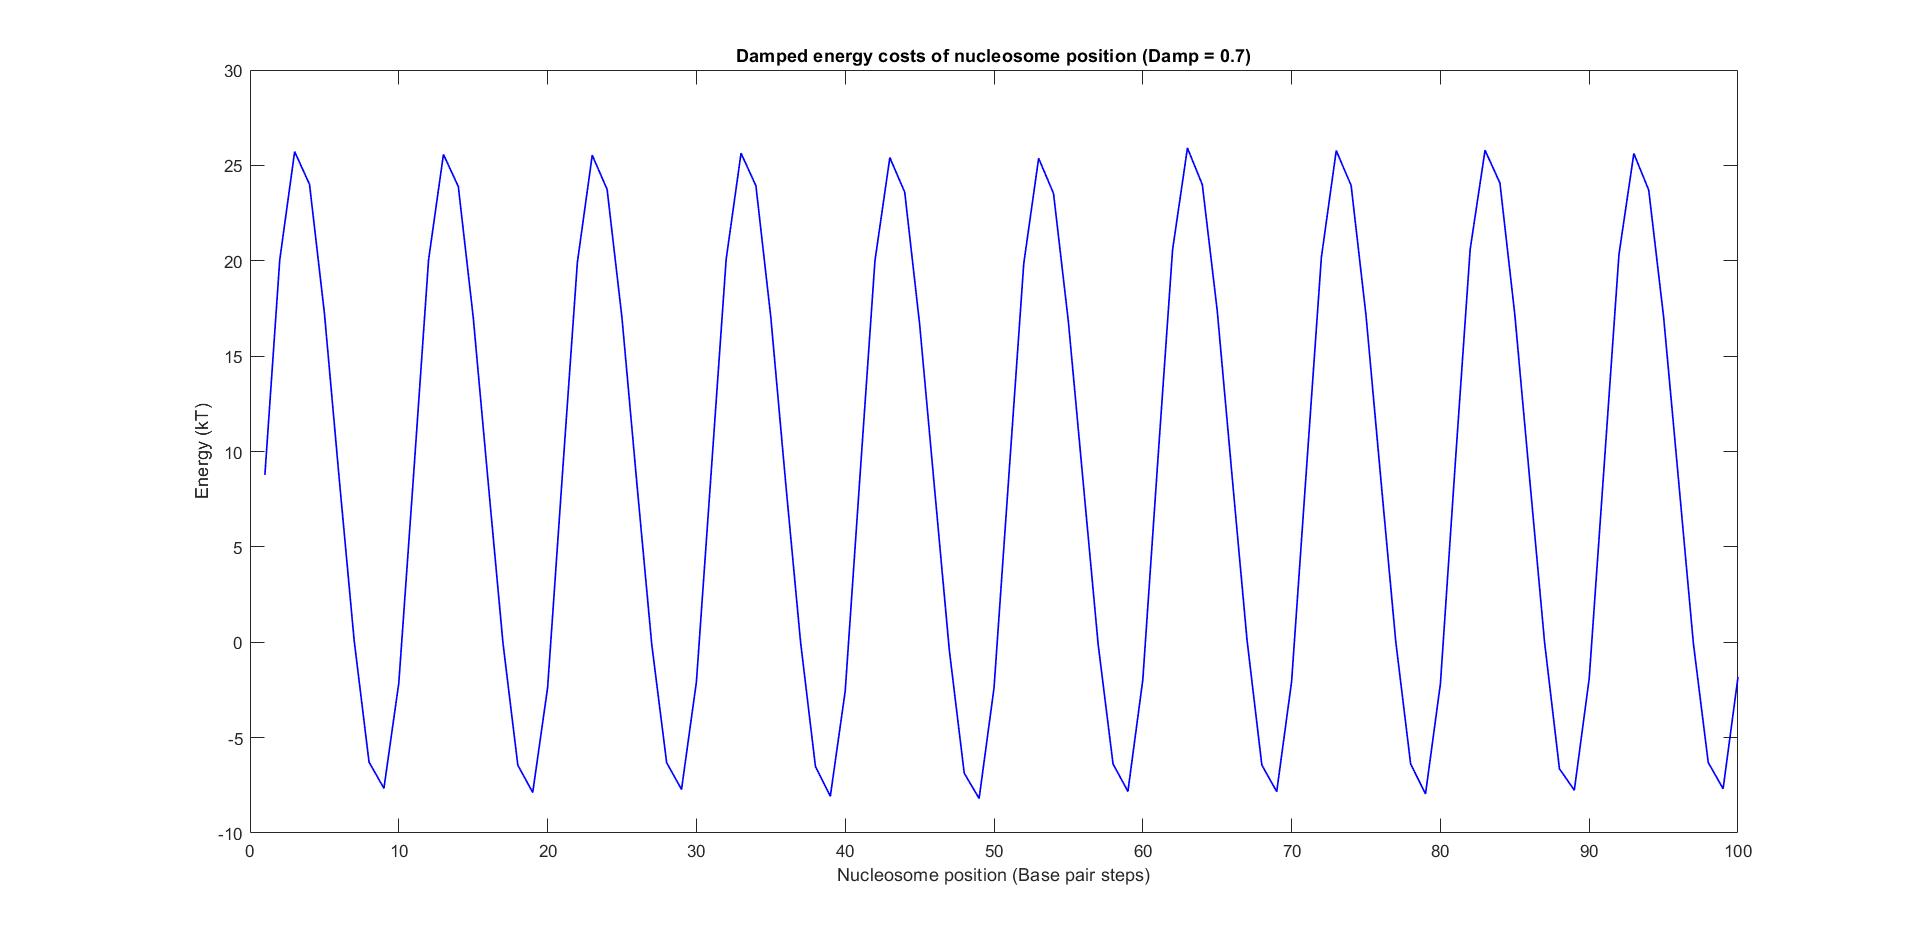 Damped energy costs of nucleosome position (Damp = 0.7)
30
25
20
15
10
5
0
-5
-10
Energy (kT)
0 10 20 30 40 50 60 70 80 90 100
Nucleosome position (Base pair steps)